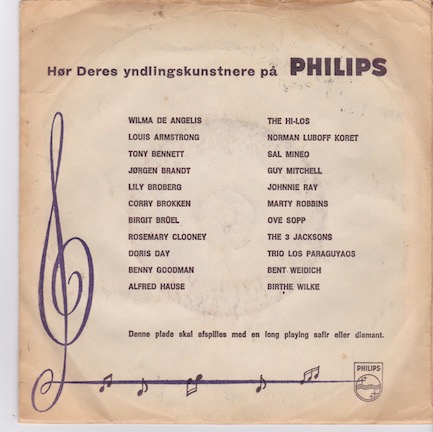 Hør Deres yndlingskunstnere på PHILIPS
WILMA DE ANGELIS
LOUIS ARMSTRONG
TONY BENNETT
JØRGEN BRANDT
LILY BROBERG
CORRY BROKKEN
BIRGIT BRÜEL
ROSEMARY CLOONEY
DORIS DAY
BENNY GOODMAN
ALFRED HAUSE
THE HI-LOS
NORMAN LUBOFF KORET
SAL MINEO
GUY MITCHELL
JOHNNIE RAY
MARTY ROBBINS
OVE SOPP
THE 3 JACKSONS
TRIO LOS PARAGUYAOS
BENT WEIDICH
BIRTHE WILKE
Denne plade skal afspilles med en long playing safir eller diamant.
PHILIPS